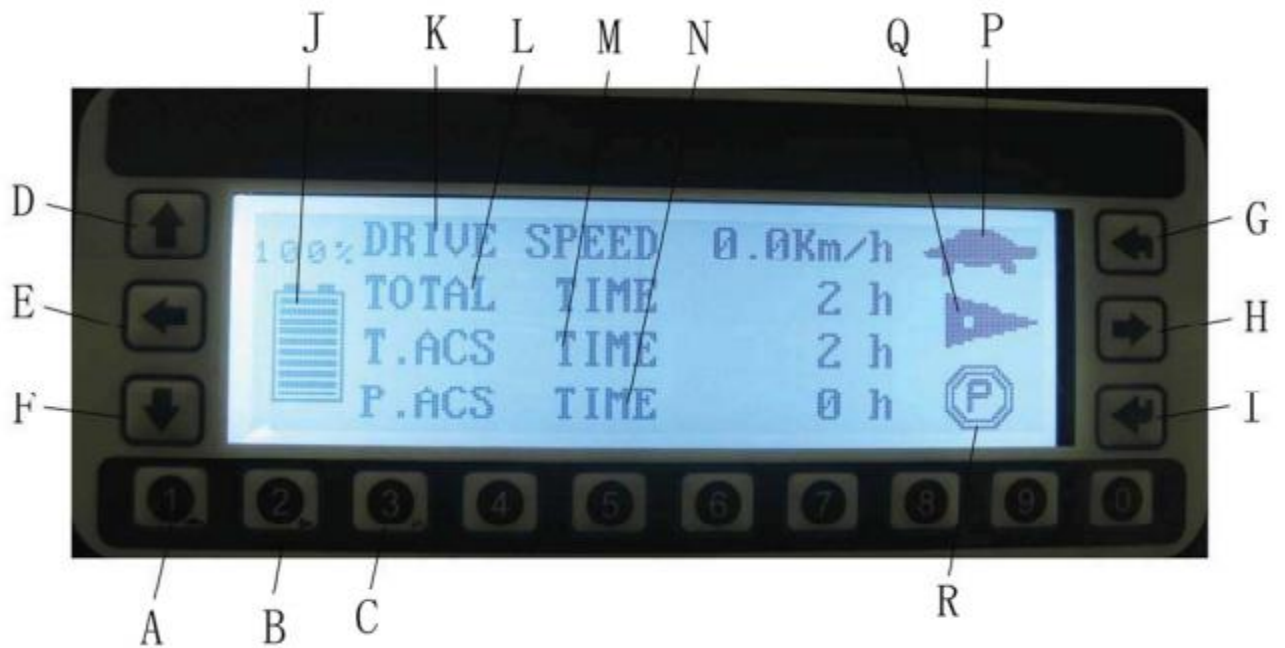 J K L M N Q P
D G
100% DRIVE SPEED 0.0Km/h
TOTAL TIME 2 h
E H
T.ACS TIME 2 h
P.ACS TIME 0 h
P
F I
1 2 3 4 5 6 7 8 9 0
A B C R